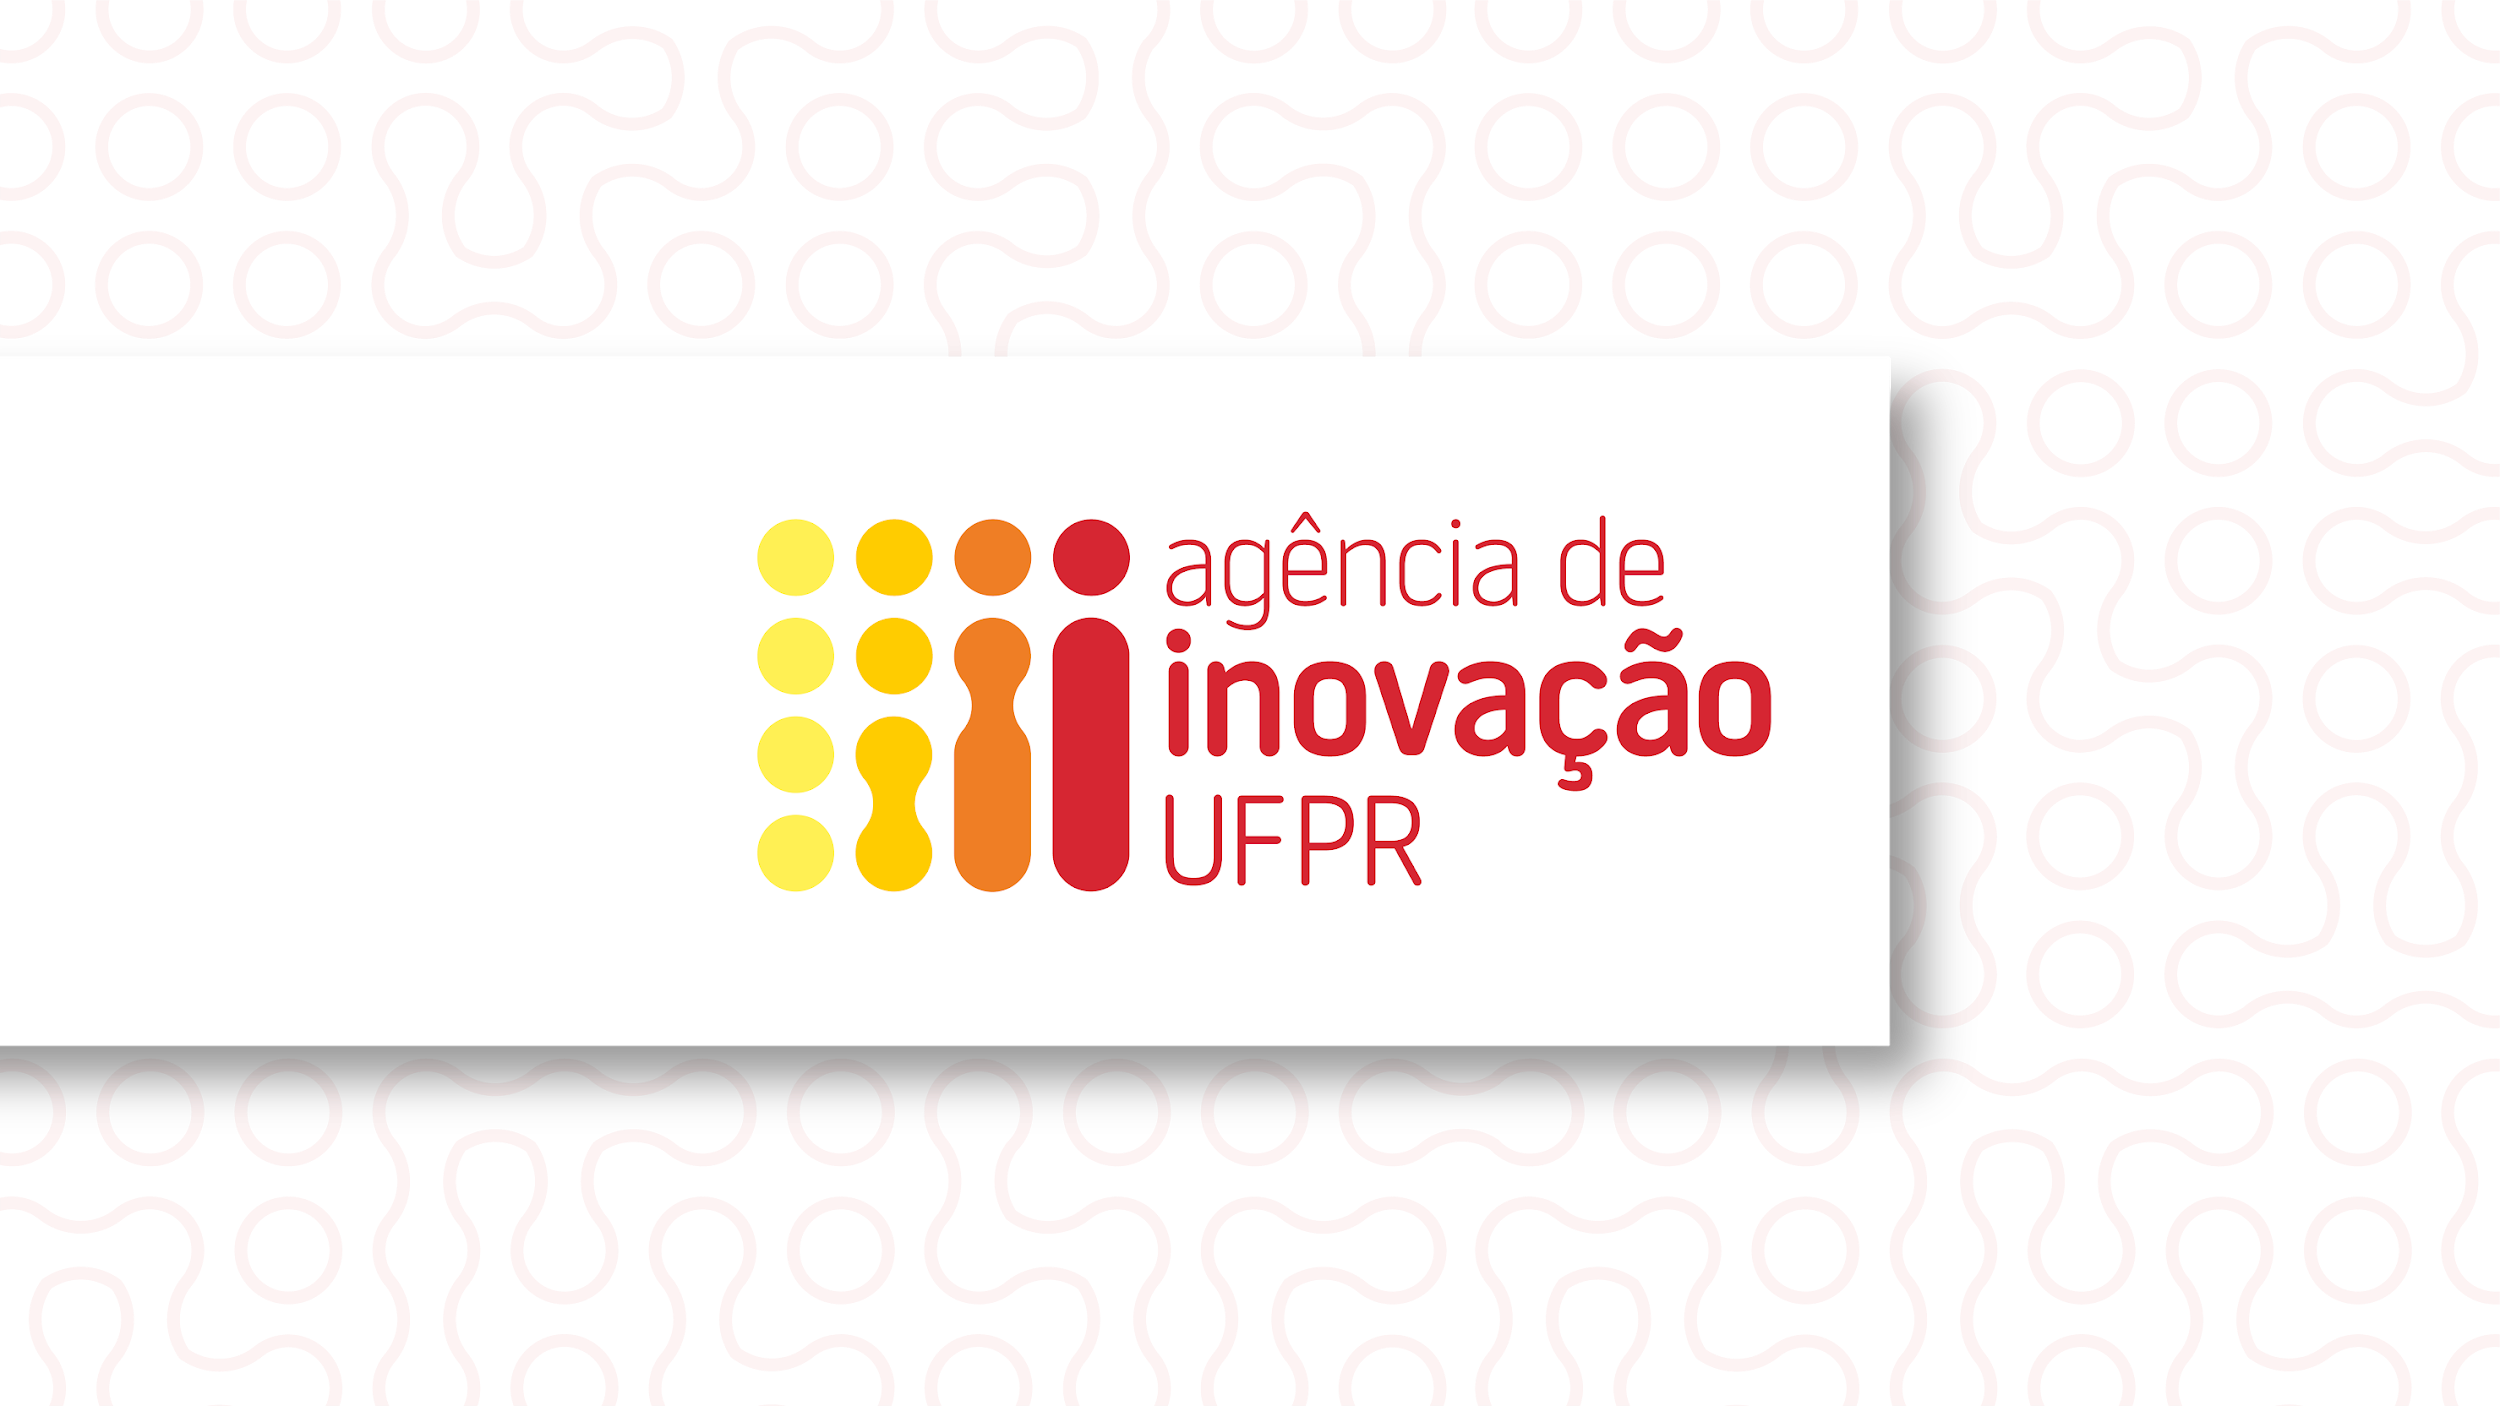 agência de
inovação
UFPR